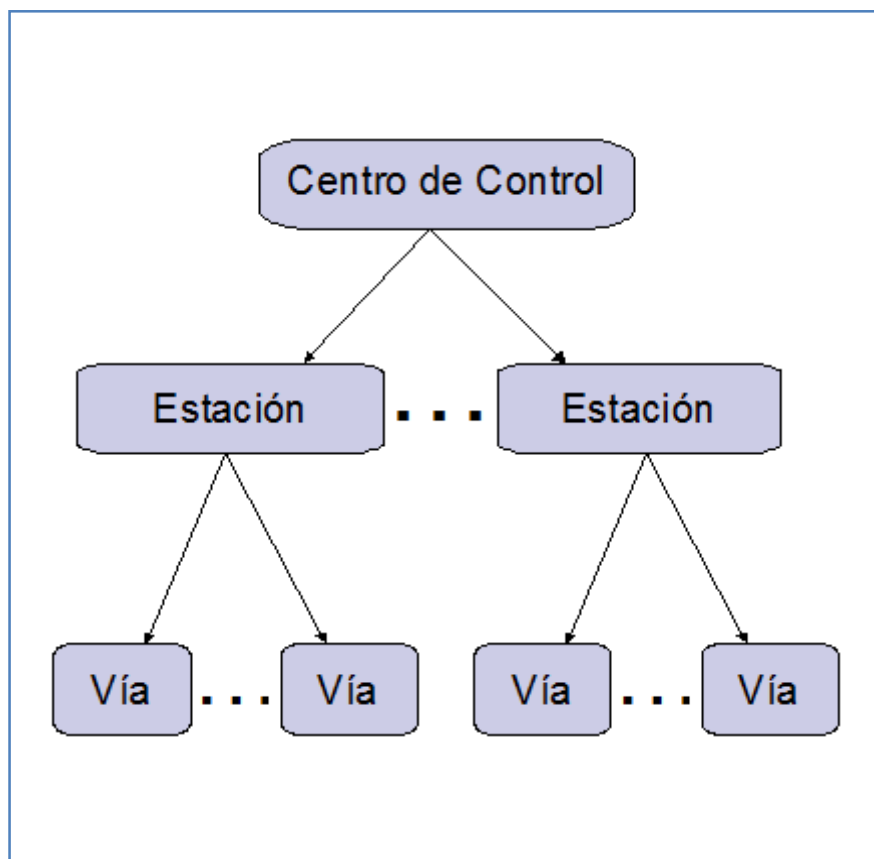 Centro de Control
Estación . . . Estación
Vía . . . Vía Vía . . . Vía